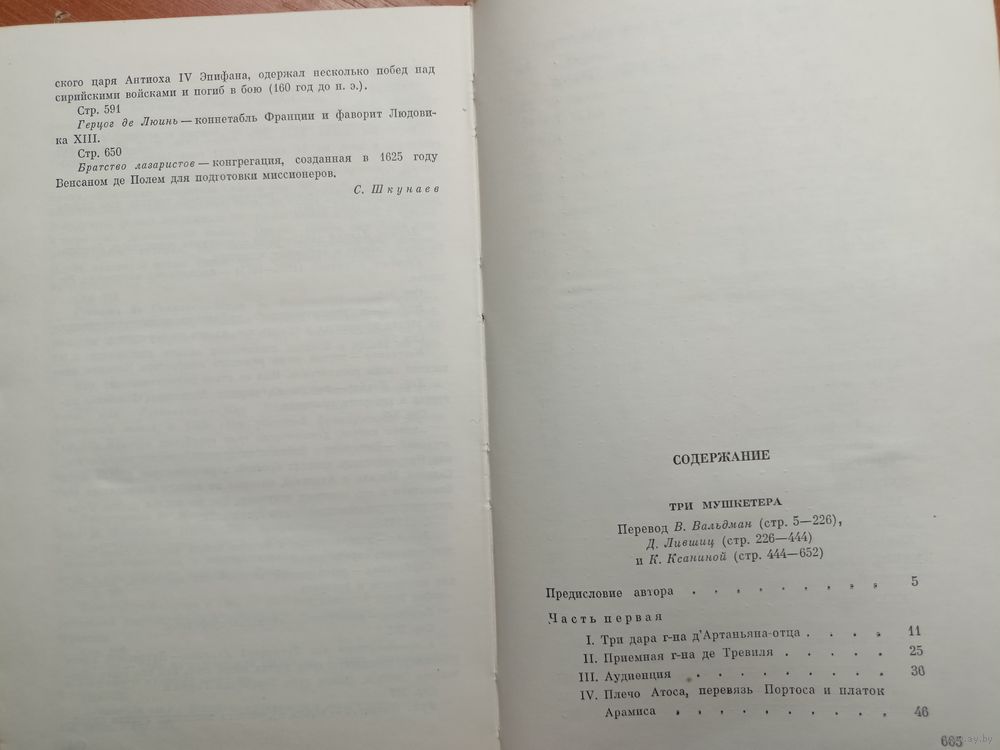 ского царя Антиоха IV Эпифана, одержал несколько побед над
сирийскими войсками и погиб в бою (160 год до н. э.).
Стр. 591
Герцог де Люинь — коннетабль Франции и фаворит Людови-
ка XIII.
Стр. 650
Братство лазаристов — конгрегация, созданная в 1625 году
Венсаном де Полем для подготовки миссионеров.
С. Шкунаев
СОДЕРЖАНИЕ
ТРИ МУШКЕТЕРА
Перевод В. Вальдман (стр. 5—226),
Д. Лившиц (стр. 226—444)
и К. Ксаниной (стр. 444—652)
Предисловие автора . . . . . . . . . 5
Часть первая
I. Три дара г-на д'Артаньяна-отца . . . . 11
II. Приемная г-на де Тревиля . . . . . 25
III. Аудиенция . . . . . . . . . 36
IV. Плечо Атоса, перевязь Портоса и платок
Арамиса . . . . . . . . . 46
665